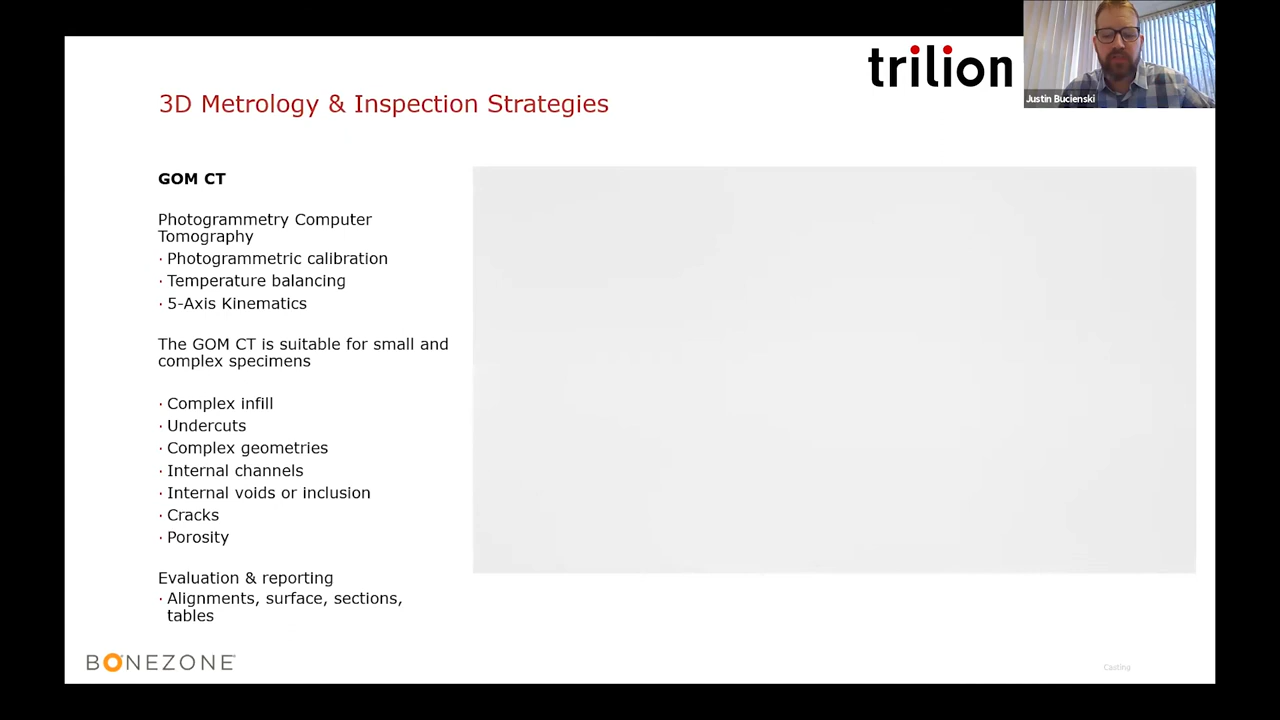 trilion
Justin Bucienski
3D Metrology & Inspection Strategies
GOM CT
Photogrammetry Computer
Tomography
· Photogrammetric calibration
· Temperature balancing
· 5-Axis Kinematics
The GOM CT is suitable for small and
complex specimens
· Complex infill
· Undercuts
· Complex geometries
· Internal channels
· Internal voids or inclusion
· Cracks
· Porosity
Evaluation & reporting
· Alignments, surface, sections,
tables
BONEZONE
Casting